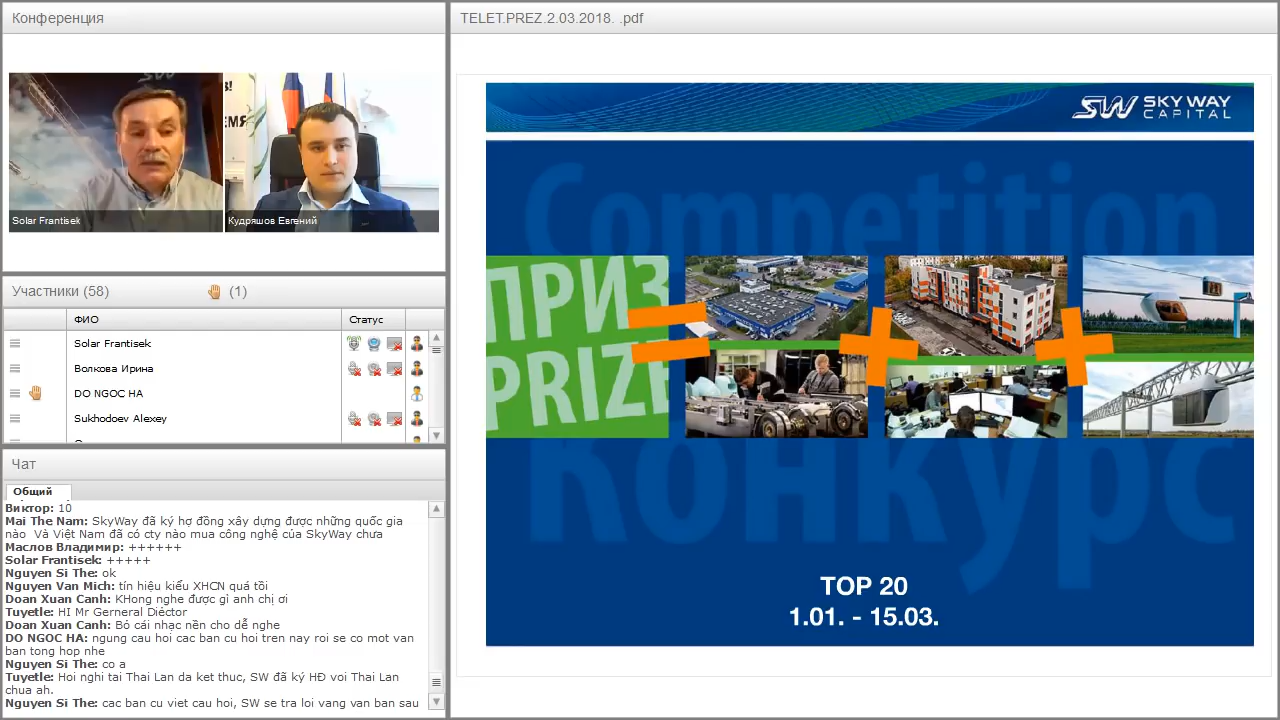 Конференция
TELET.PREZ.2.03.2018. .pdf
Solar Frantisek
Кудряшов Евгений
Участники (58)
(1)
ФИО
Статус
Solar Frantisek
Волкова Ирина
DO NGOC HA
Sukhodoev Alexey
Чат
Общий
Виктор: 10
Mai The Nam: SkyWay đã ký hợ đồng xây dựng được những quốc gia
nào Và Việt Nam đã có cty nào mua công nghệ của SkyWay chưa
Маслов Владимир: ++++++
Solar Frantisek: +++++
Nguyen Si The: ok
Nguyen Van Mich: tín hiệu kiểu XHCN quá tồi
Doan Xuan Canh: KHong nghe được gì anh chị ơi
Tuyetle: HI Mr Gerneral Diéctor
Doan Xuan Canh: Bỏ cái nhạc nền cho dễ nghe
DO NGOC HA: ngung cau hoi cac ban cu hoi tren nay roi se co mot van
ban tong hop nhe
Nguyen Si The: co a
Tuyetle: Hoi nghi tai Thai Lan da ket thuc, SW đã ký HĐ voi Thai Lan
chua ah.
Nguyen Si The: cac ban cu viet cau hoi, SW se tra loi vang van ban sau
SW SKY WAY
CAPITAL
Competition
ПРИЗ
PRIZE
Конкурс
TOP 20
1.01. - 15.03.